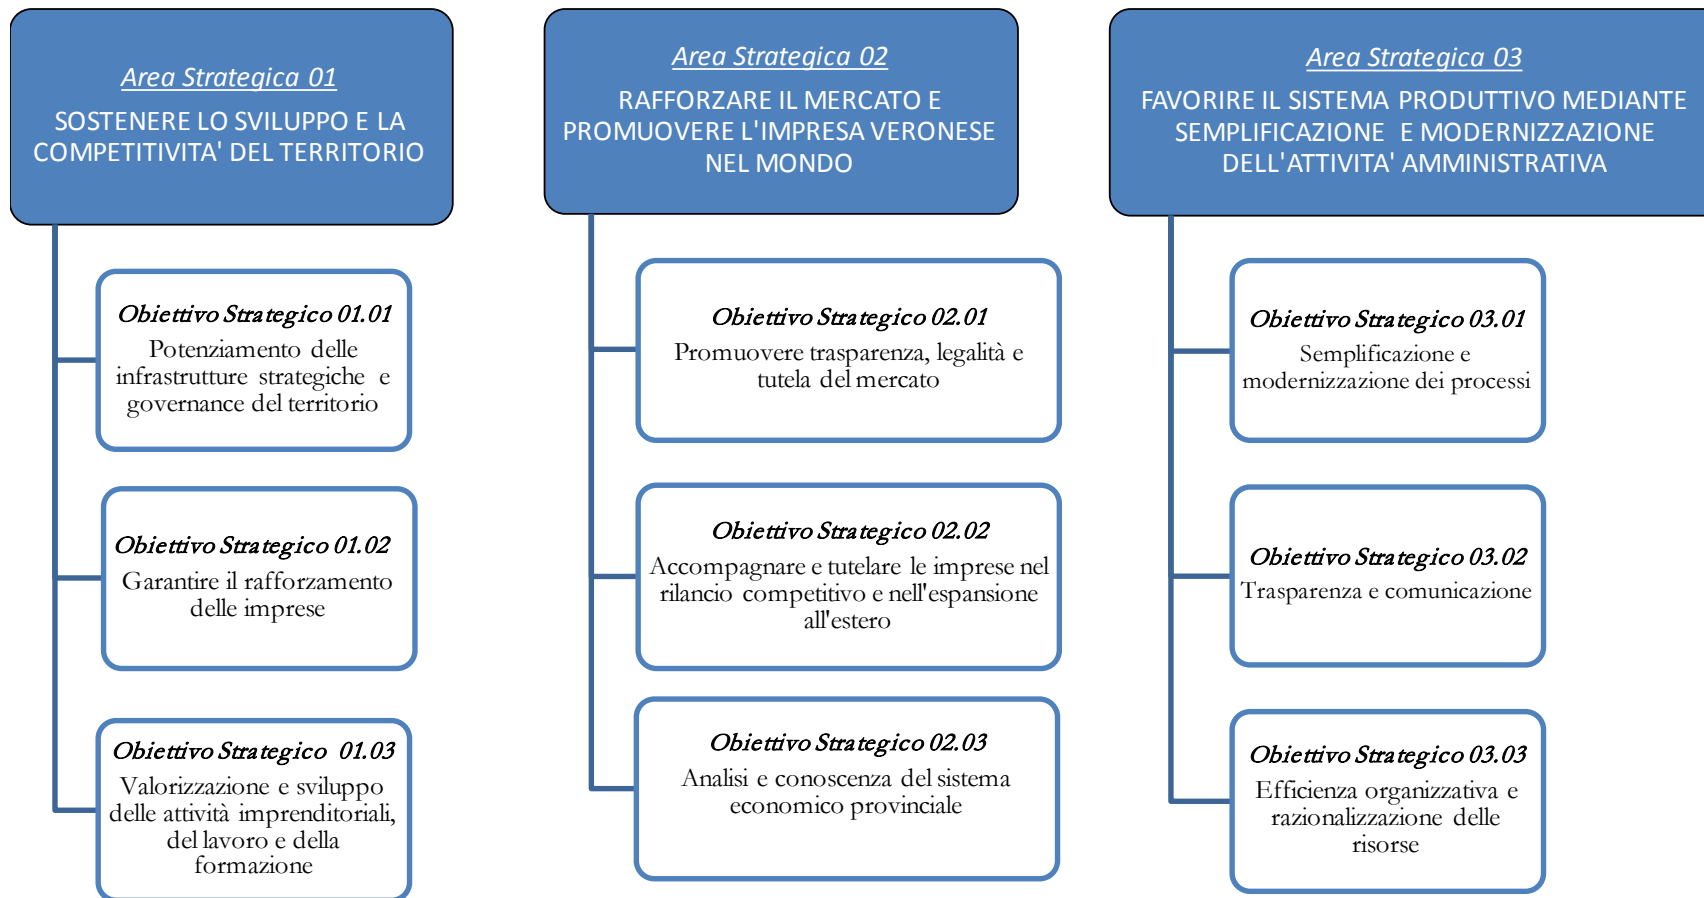 Area Strategica 01
SOSTENERE LO SVILUPPO E LA
COMPETITIVITA' DEL TERRITORIO
Obiettivo Strategico 01.01
Potenziamento delle
infrastrutture strategiche e
governance del territorio
Obiettivo Strategico 01.02
Garantire il rafforzamento
delle imprese
Obiettivo Strategico 01.03
Valorizzazione e sviluppo
delle attività imprenditoriali,
del lavoro e della
formazione
Area Strategica 02
RAFFORZARE IL MERCATO E
PROMUOVERE L'IMPRESA VERONESE
NEL MONDO
Obiettivo Strategico 02.01
Promuovere trasparenza, legalità e
tutela del mercato
Obiettivo Strategico 02.02
Accompagnare e tutelare le imprese nel
rilancio competitivo e nell'espansione
all'estero
Obiettivo Strategico 02.03
Analisi e conoscenza del sistema
economico provinciale
Area Strategica 03
FAVORIRE IL SISTEMA PRODUTTIVO MEDIANTE
SEMPLIFICAZIONE E MODERNIZZAZIONE
DELL'ATTIVITA' AMMINISTRATIVA
Obiettivo Strategico 03.01
Semplificazione e
modernizzazione dei processi
Obiettivo Strategico 03.02
Trasparenza e comunicazione
Obiettivo Strategico 03.03
Efficienza organizzativa e
razionalizzazione delle
risorse